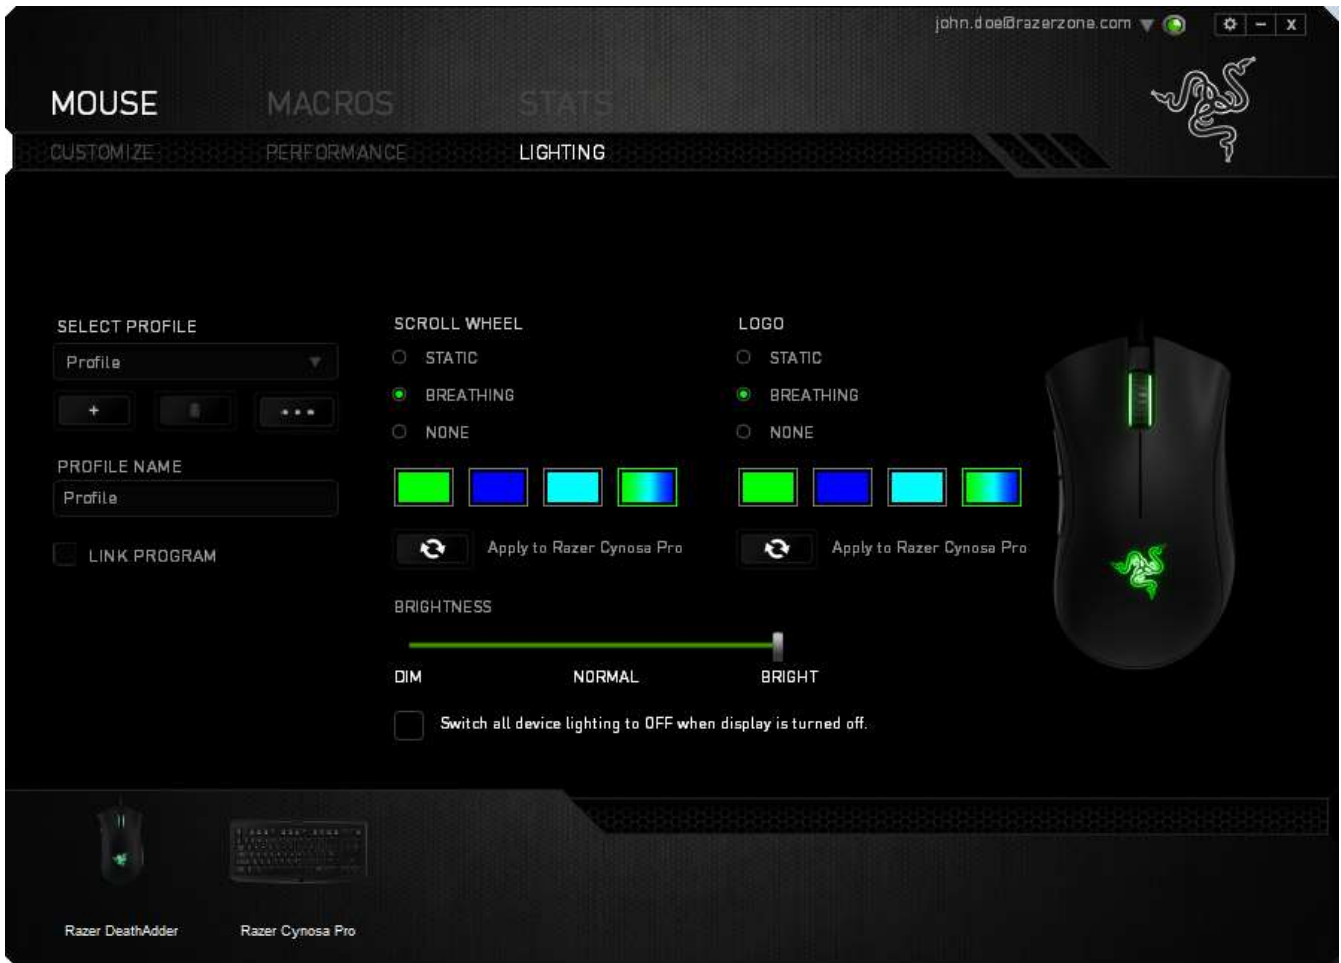 john.doe@razerzone.com
MOUSE MACROS STATS
CUSTOMIZE PERFORMANCE LIGHTING
SELECT PROFILE
Profile
PROFILE NAME
Profile
LINK PROGRAM
SCROLL WHEEL
STATIC
BREATHING
NONE
Apply to Razer Cynosa Pro
LOGO
STATIC
BREATHING
NONE
Apply to Razer Cynosa Pro
BRIGHTNESS
DIM NORMAL BRIGHT
Switch all device lighting to OFF when display is turned off.
Razer DeathAdder Razer Cynosa Pro